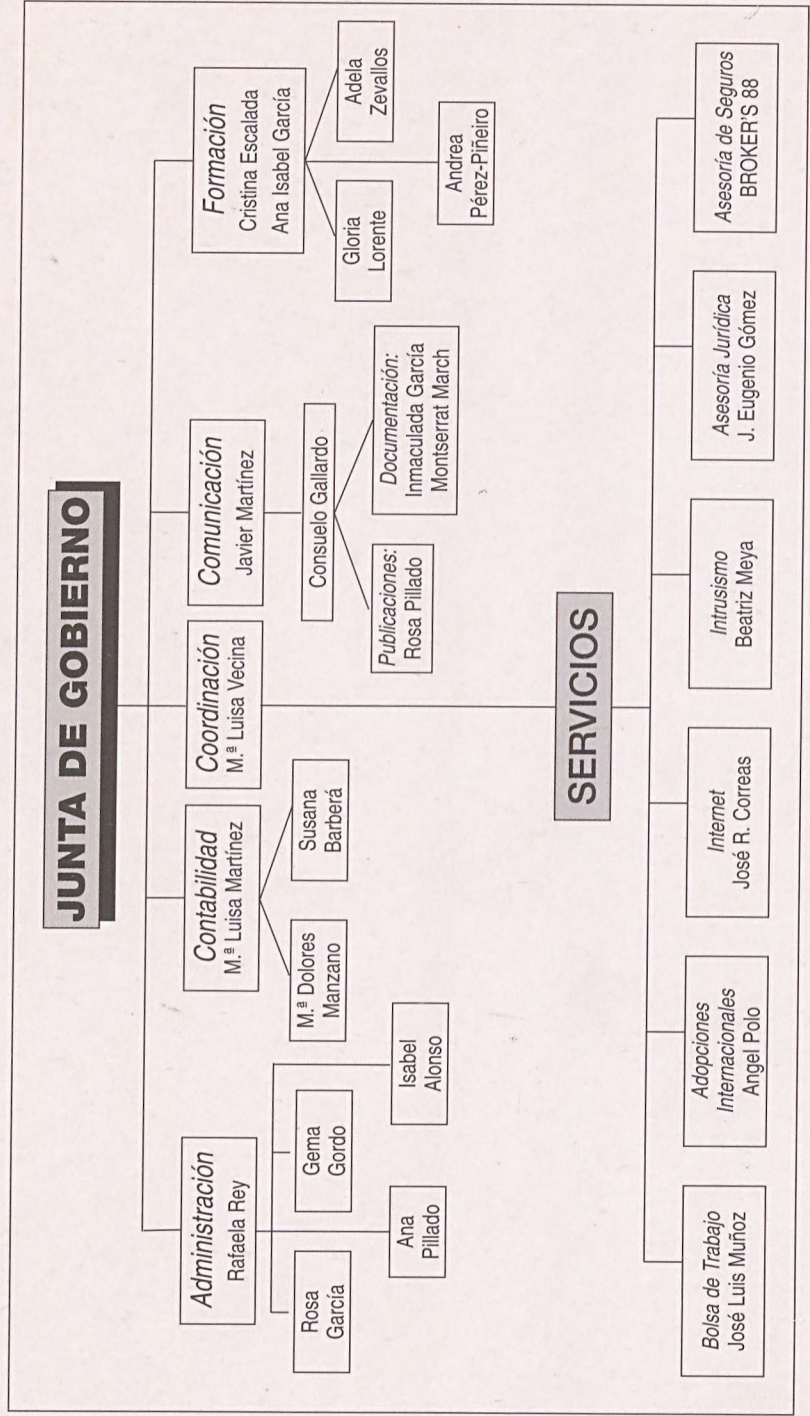 JUNTA DE GOBIERNO
Administración
Rafaela Rey
Rosa
García
Gema
Gordo
Ana
Pillado
Isabel
Alonso
Contabilidad
M.ª Luisa Martínez
M.ª Dolores
Manzano
Susana
Barberá
Coordinación
M.ª Luisa Vecina
Comunicación
Javier Martínez
Consuelo Gallardo
Publicaciones:
Rosa Pillado
Documentación:
Inmaculada García
Montserrat March
Formación
Cristina Escalada
Ana Isabel García
Gloria
Lorente
Adela
Zevallos
Andrea
Pérez-Piñeiro
SERVICIOS
Bolsa de Trabajo
José Luis Muñoz
Adopciones
Internacionales
Angel Polo
Internet
José R. Correas
Intrusismo
Beatriz Meya
Asesoría Jurídica
J. Eugenio Gómez
Asesoría de Seguros
BROKER'S 88